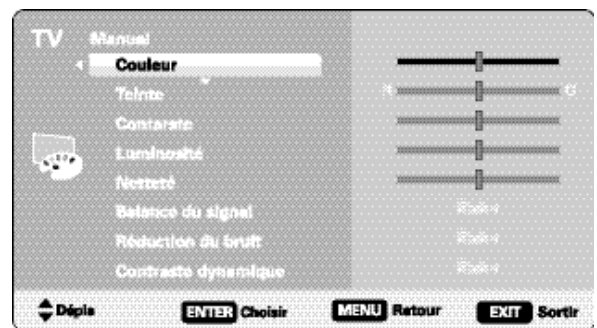 TV Manuel
Couleur
Teinte
R G
Contarste
Luminosité
Netteté
Balance du signal
Réduction du bruit
Contraste dynamique
Dépla ENTER Choisir MENU Retour EXIT Sortir